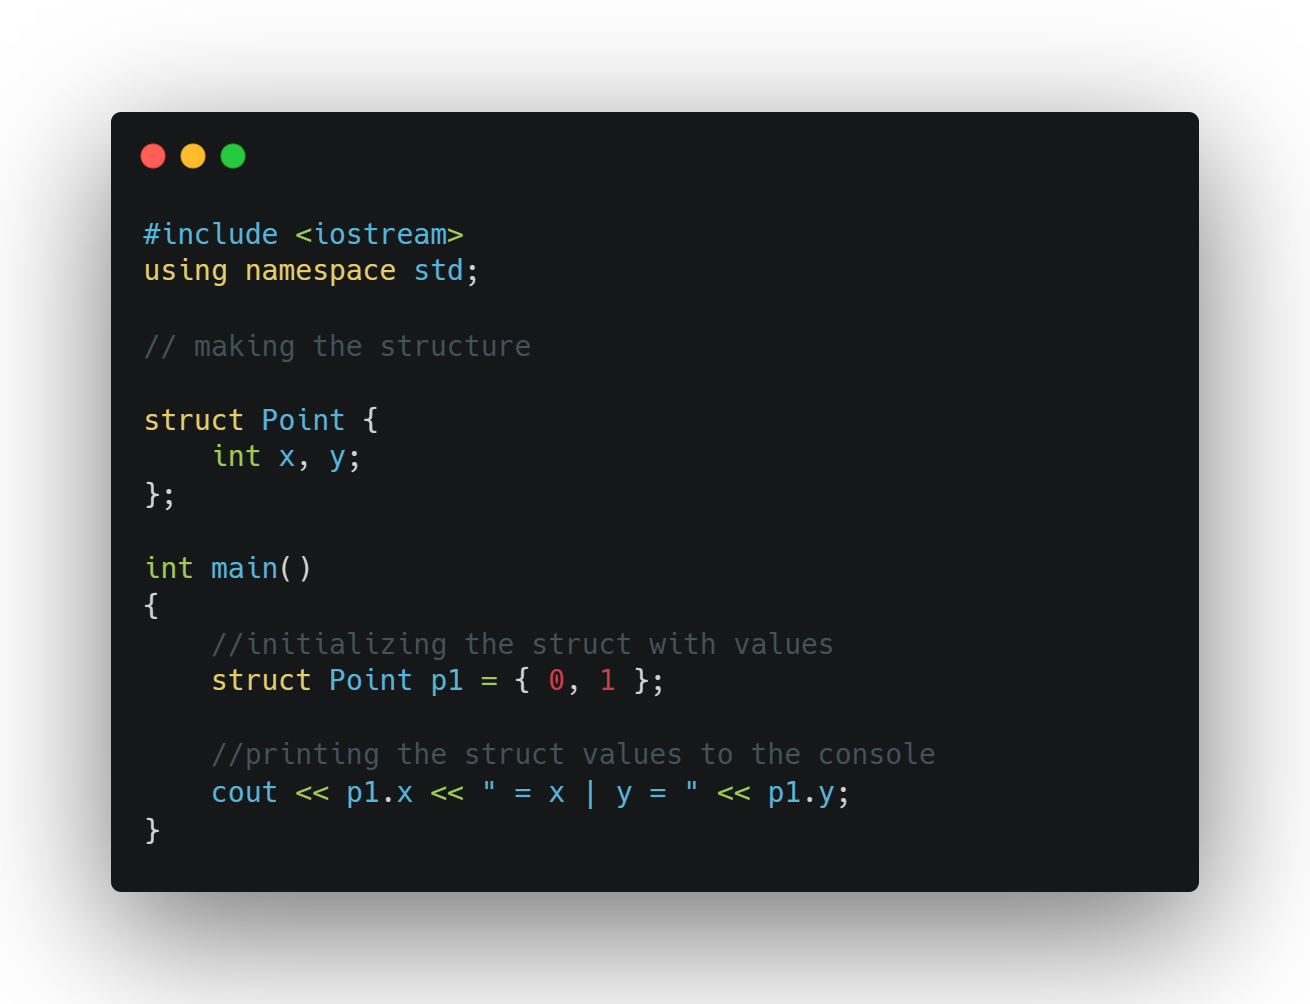 #include <iostream>
using namespace std;
// making the structure
struct Point {
    int x, y;
};
int main()
{
    //initializing the struct with values
    struct Point p1 = { 0, 1 };
    //printing the struct values to the console
    cout << p1.x << " = x | y = " << p1.y;
}